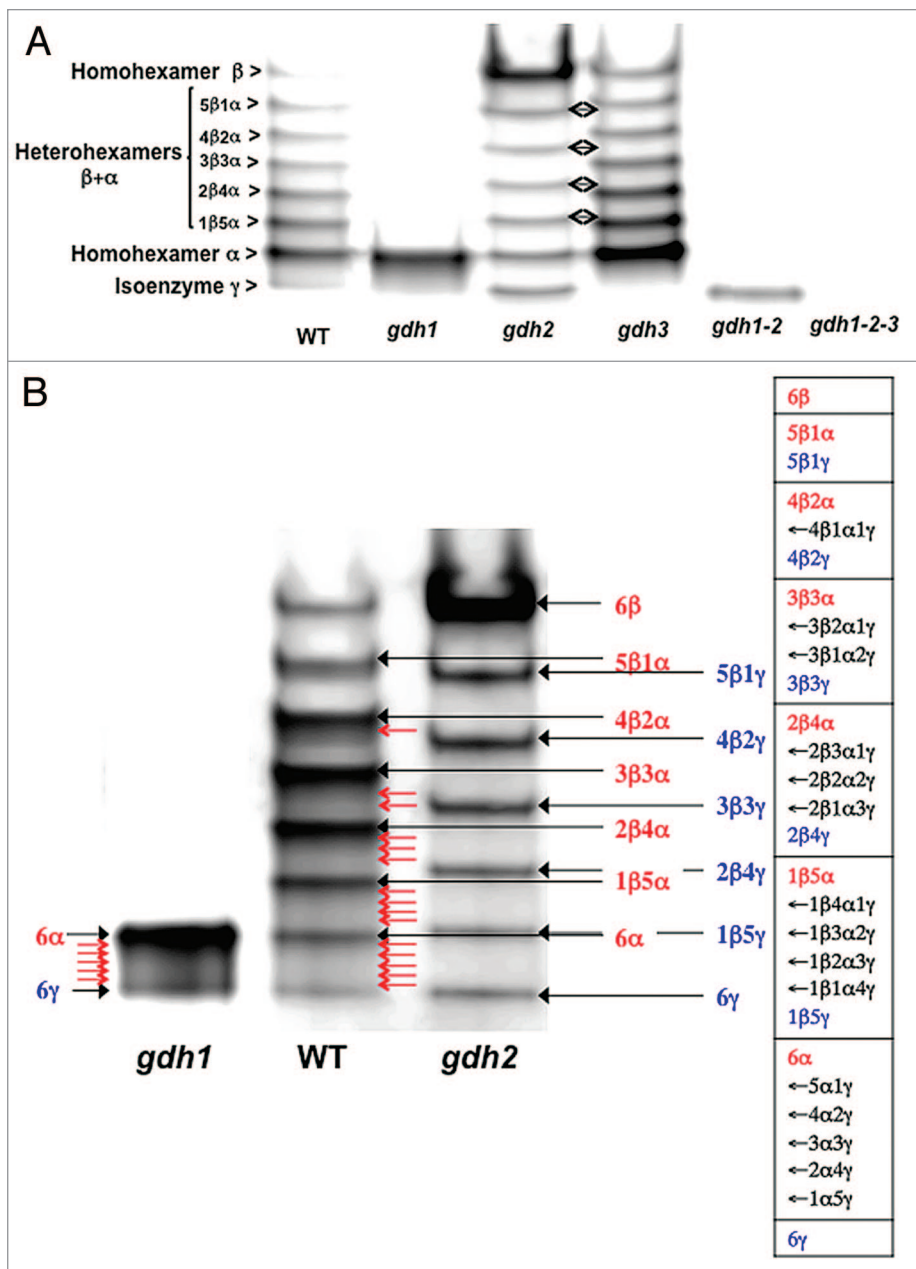 A
Homohexamer β >
5β1α >
4β2α >
Heterohexamers
β+α
3β3α >
2β4α >
1β5α >
Homohexamer α >
Isoenzyme γ >
WT
gdh1
gdh2
gdh3
gdh1-2
gdh1-2-3
B
6α
6γ
6β
5β1α
4β2α
3β3α
2β4α
1β5α
6α
5β1γ
4β2γ
3β3γ
2β4γ
1β5γ
6γ
gdh1
WT
gdh2
6β
5β1α
5β1γ
4β2α
←4β1α1γ
4β2γ
3β3α
←3β2α1γ
←3β1α2γ
3β3γ
2β4α
←2β3α1γ
←2β2α2γ
←2β1α3γ
2β4γ
1β5α
←1β4α1γ
←1β3α2γ
←1β2α3γ
←1β1α4γ
1β5γ
6α
←5α1γ
←4α2γ
←3α3γ
←2α4γ
←1α5γ
6γ